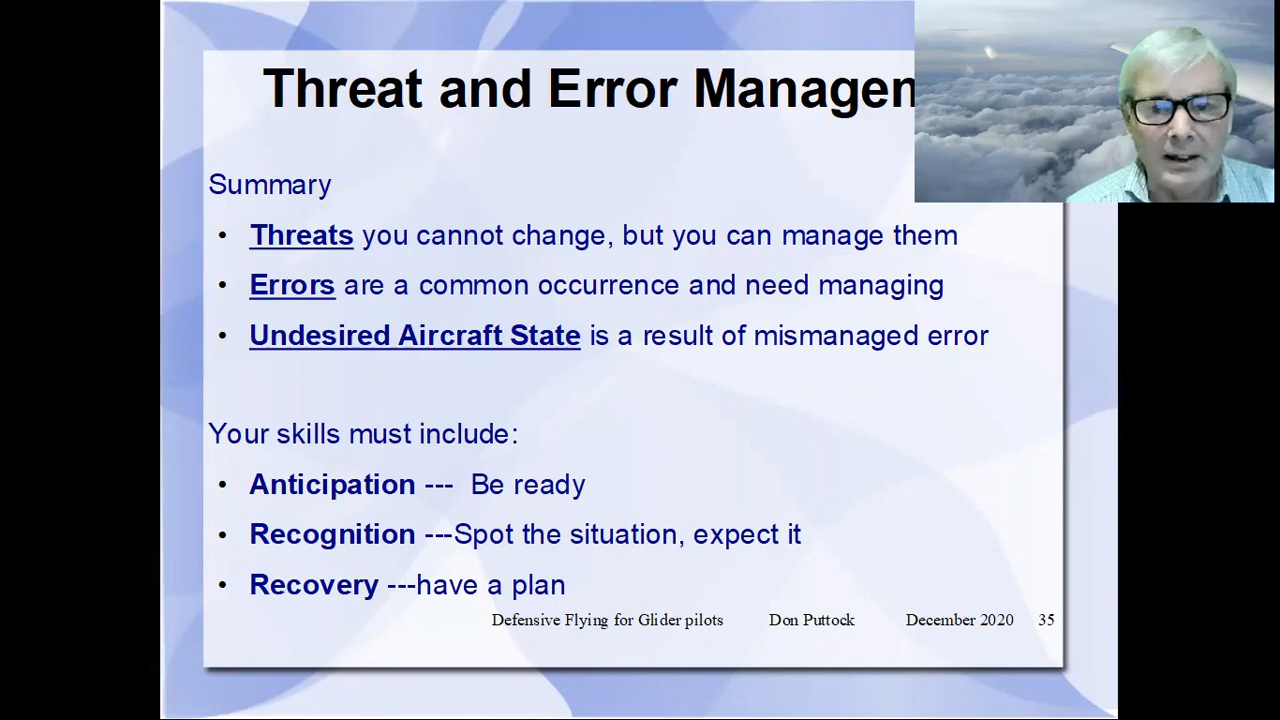 Threat and Error Managem
Summary
• Threats you cannot change, but you can manage them
• Errors are a common occurrence and need managing
• Undesired Aircraft State is a result of mismanaged error
Your skills must include:
• Anticipation --- Be ready
• Recognition ---Spot the situation, expect it
• Recovery ---have a plan
Defensive Flying for Glider pilots Don Puttock December 2020 35